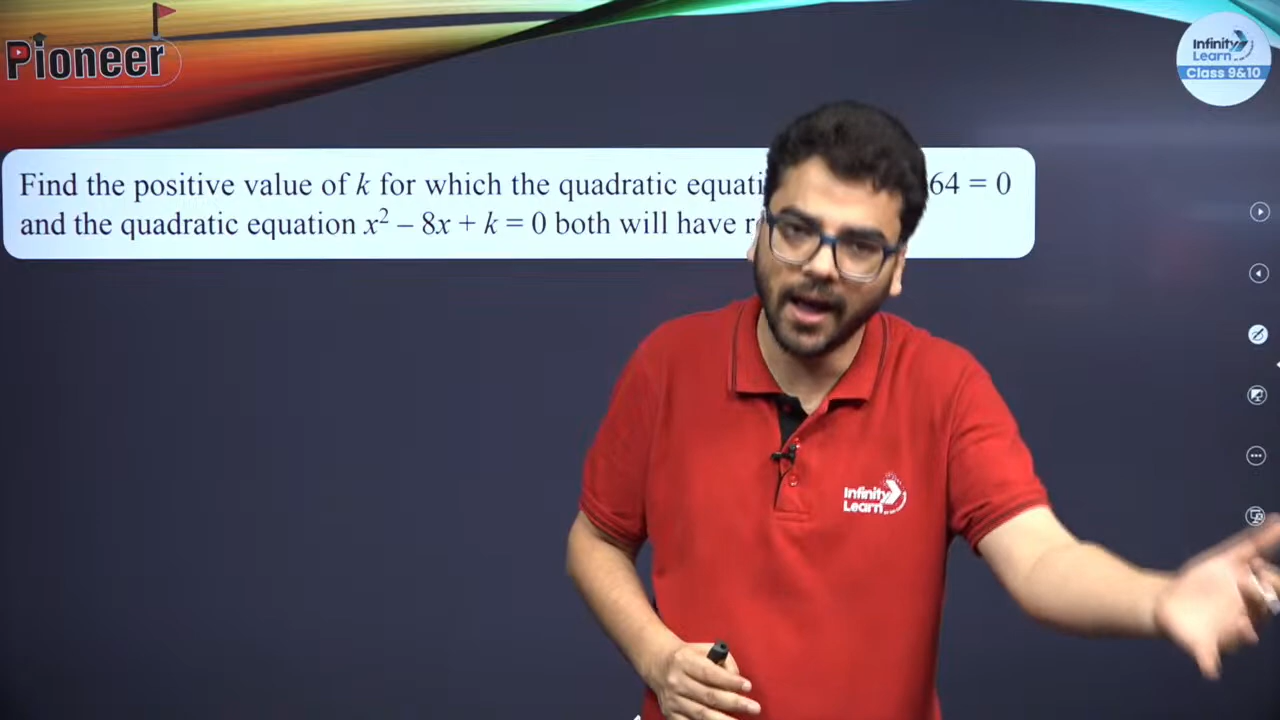 Pioneer
Infinity
Learn
Class 9&10
Find the positive value of k for which the quadratic equati 64 = 0
and the quadratic equation x² – 8x + k = 0 both will have r
Infinity
Learn